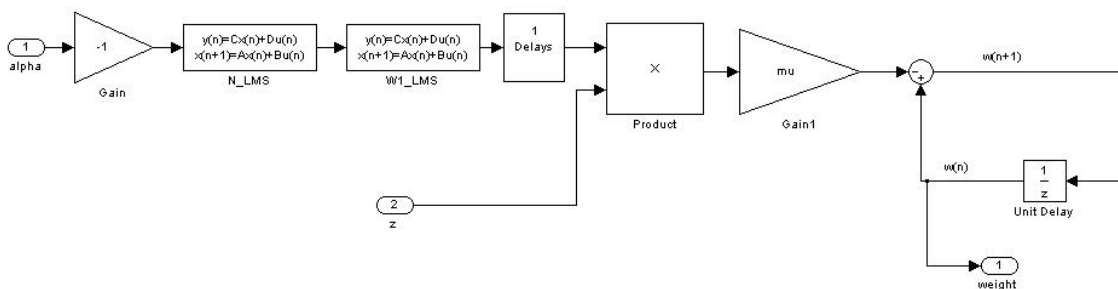 1
alpha
-1
Gain
y(n)=Cx(n)+Du(n)
x(n+1)=Ax(n)+Bu(n)
N_LMS
y(n)=Cx(n)+Du(n)
x(n+1)=Ax(n)+Bu(n)
W1_LMS
1
Delays
×
Product
2
z
mu
Gain1
w(n+1)
w(n)
1
z
Unit Delay
1
weight